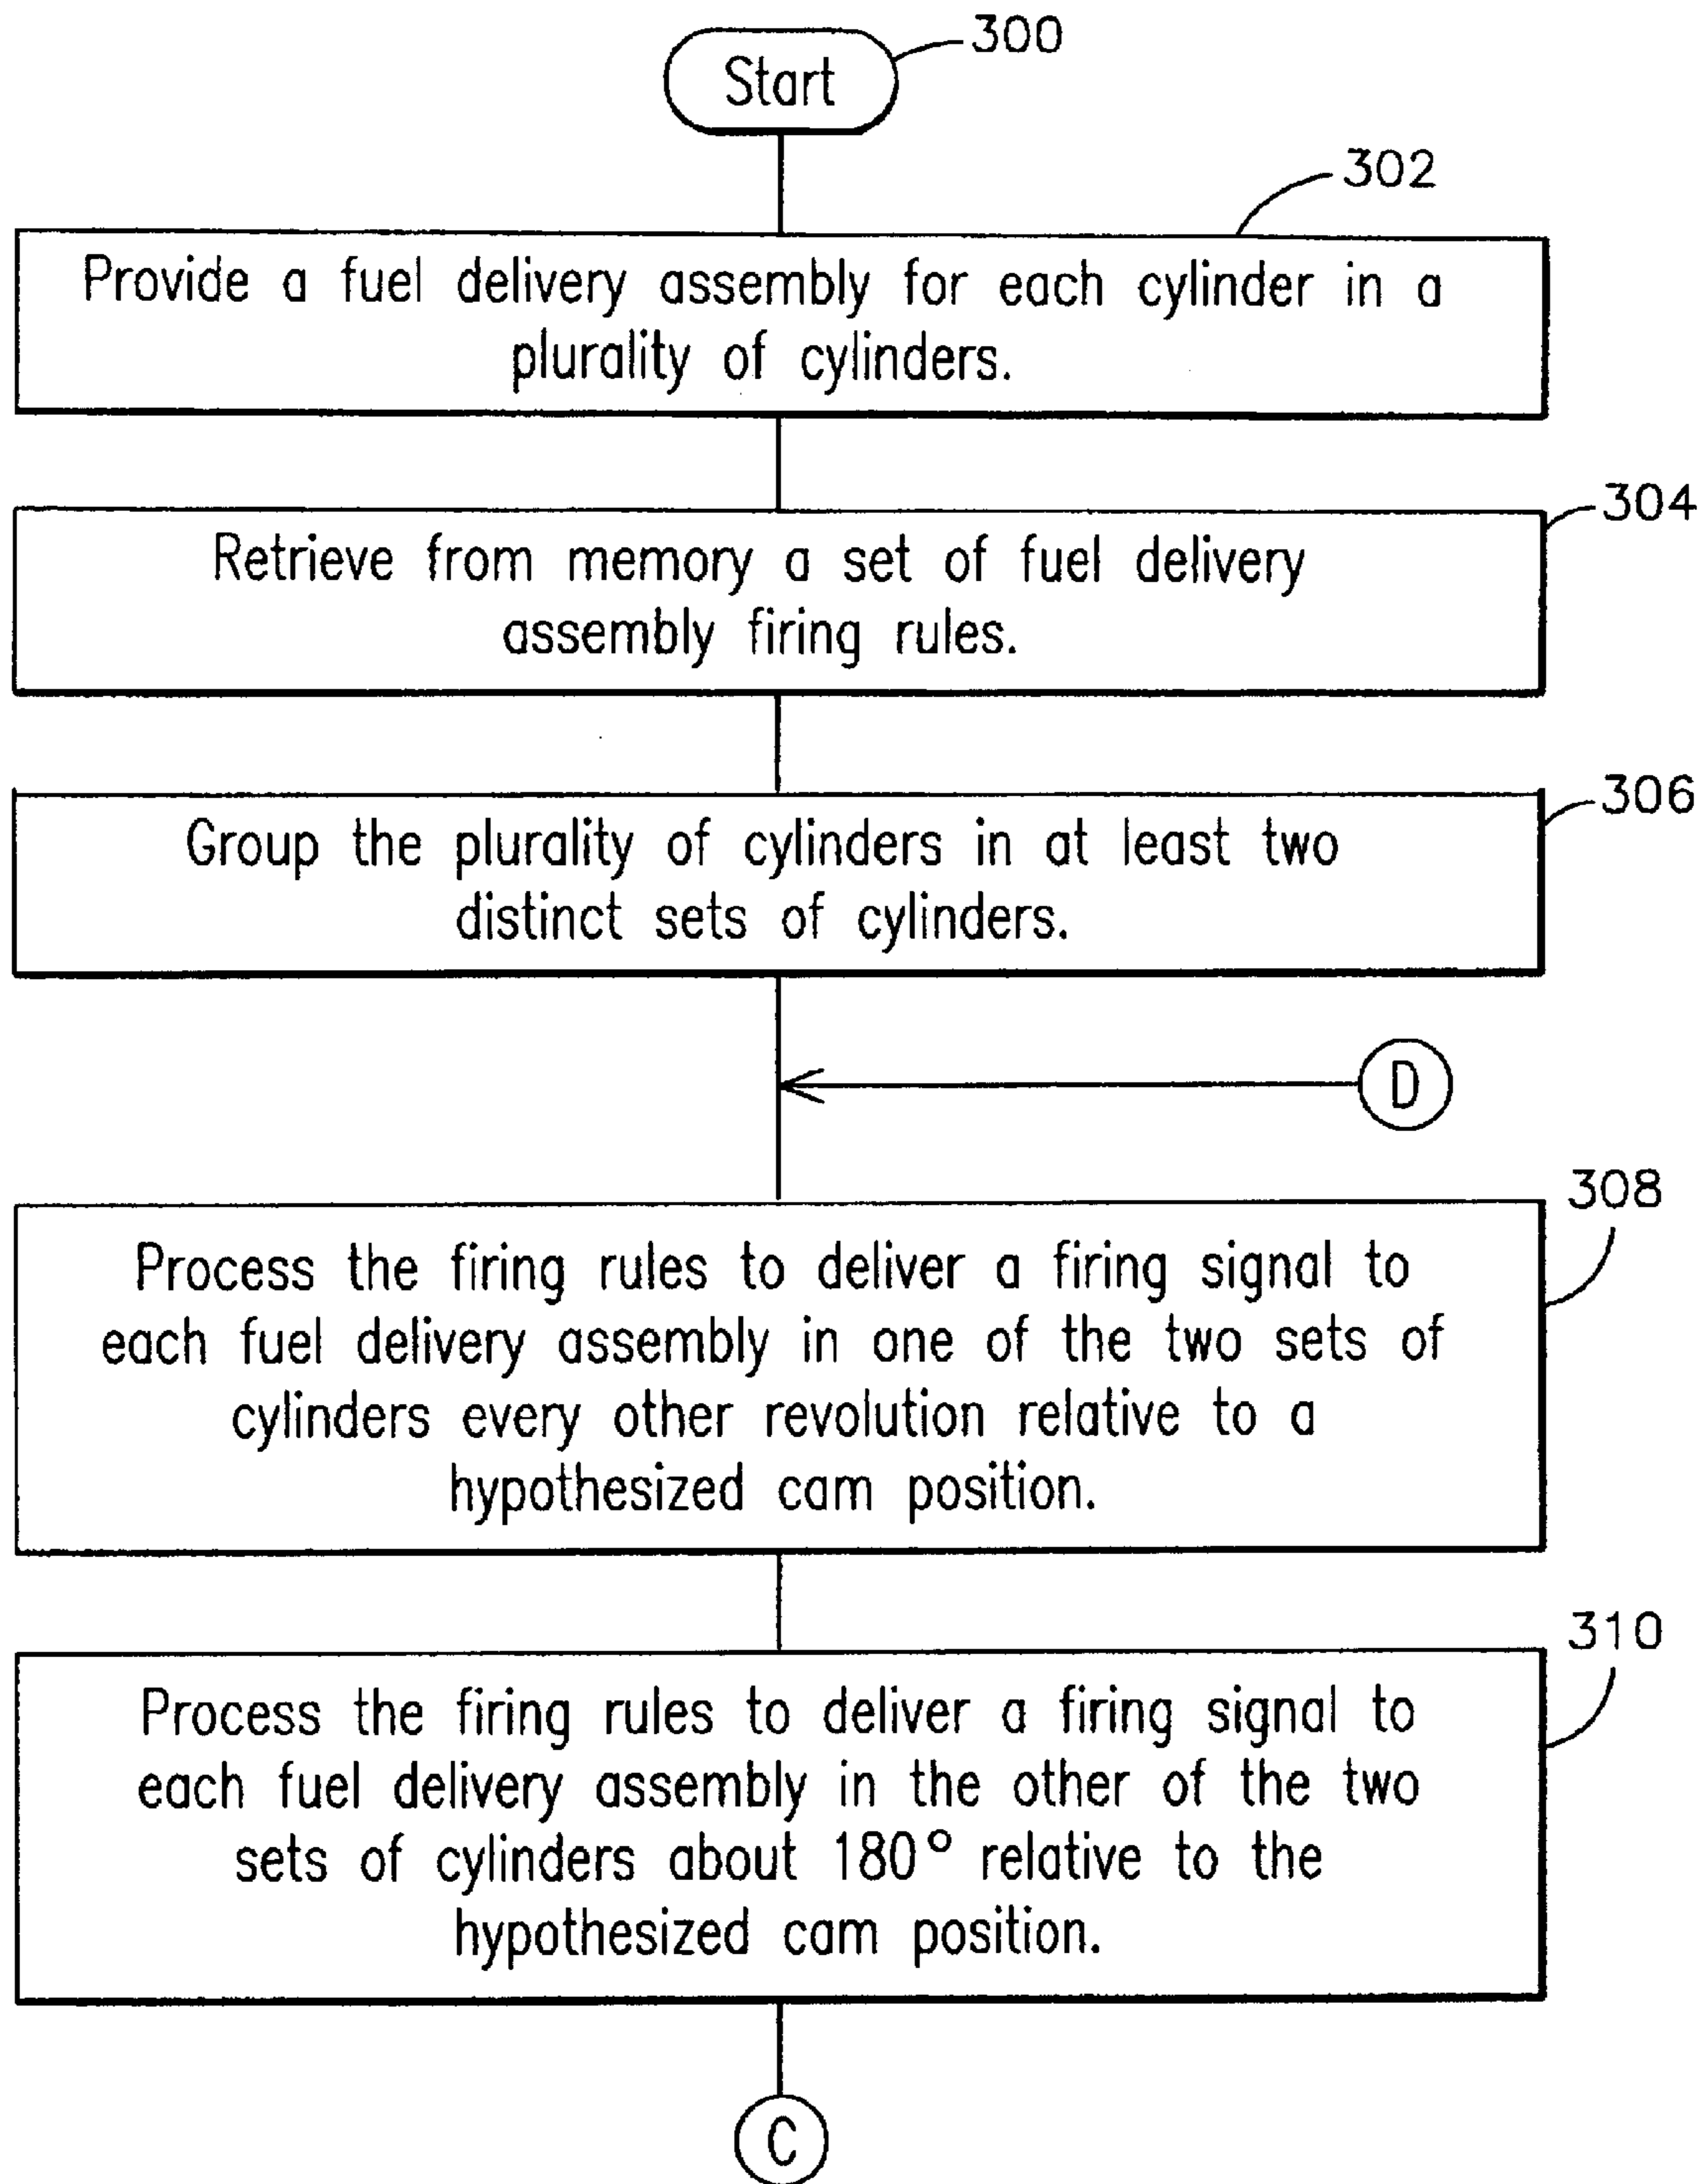 Start
300
302
Provide a fuel delivery assembly for each cylinder in a
plurality of cylinders.
304
Retrieve from memory a set of fuel delivery
assembly firing rules.
306
Group the plurality of cylinders in at least two
distinct sets of cylinders.
D
308
Process the firing rules to deliver a firing signal to
each fuel delivery assembly in one of the two sets of
cylinders every other revolution relative to a
hypothesized cam position.
310
Process the firing rules to deliver a firing signal to
each fuel delivery assembly in the other of the two
sets of cylinders about 180° relative to the
hypothesized cam position.
C